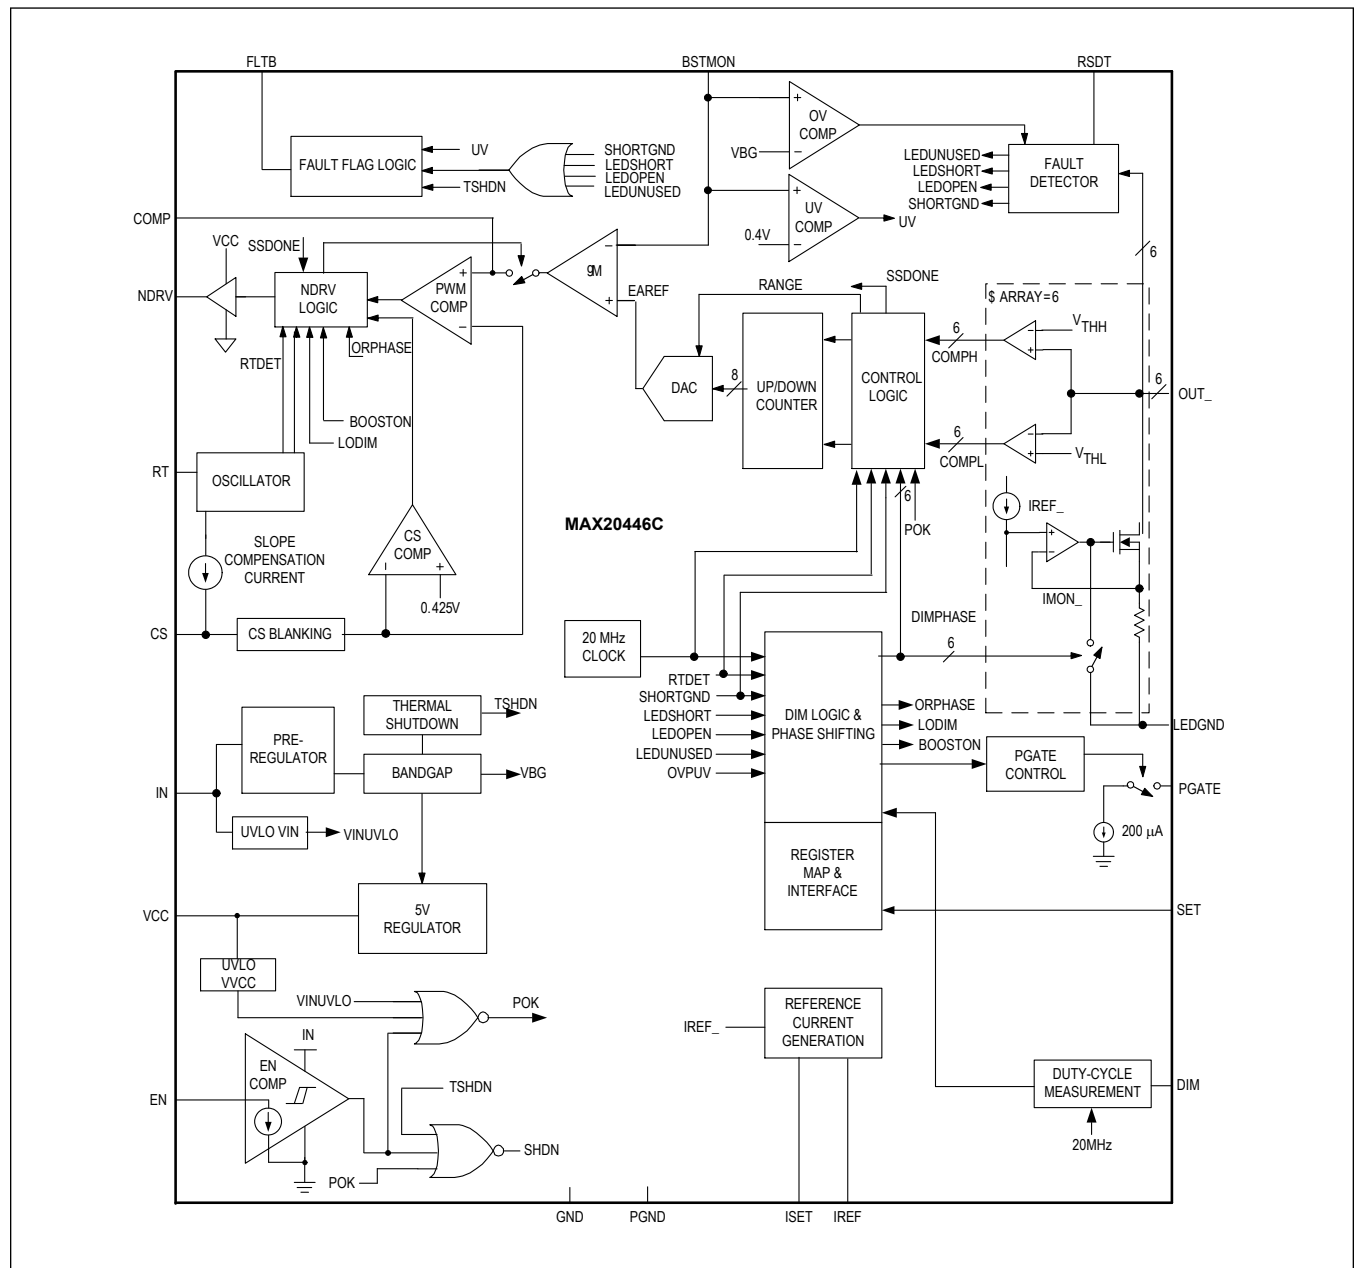 FLTB
BSTMON
RSDT
FAULT FLAG LOGIC
UV
TSHDN
SHORTGND
LEDSHORT
LEDOPEN
LEDUNUSED
+
OV
COMP
VBG
−
LEDUNUSED
LEDSHORT
LEDOPEN
SHORTGND
FAULT
DETECTOR
+
UV
COMP
0.4V
−
UV
6
COMP
VCC
SSDONE
NDRV
NDRV
LOGIC
+
PWM
COMP
−
gM
−
+
EAREF
RTDET
ORPHASE
BOOSTON
LODIM
RANGE
SSDONE
DAC
8
UP/DOWN
COUNTER
CONTROL
LOGIC
6
COMPH
6
COMPL
$ ARRAY=6
VTHH
−
+
6
OUT_
−
+
VTHL
6
POK
IREF_
+
−
IMON_
RT
OSCILLATOR
SLOPE
COMPENSATION
CURRENT
CS
COMP
−
+
0.425V
CS
CS BLANKING
MAX20446C
20 MHz
CLOCK
RTDET
SHORTGND
LEDSHORT
LEDOPEN
LEDUNUSED
OVPUV
DIM LOGIC &
PHASE SHIFTING
DIMPHASE
6
ORPHASE
LODIM
BOOSTON
LEDGND
PGATE
CONTROL
PGATE
200 μA
REGISTER
MAP &
INTERFACE
SET
THERMAL
SHUTDOWN
TSHDN
PRE-
REGULATOR
BANDGAP
VBG
IN
UVLO VIN
VINUVLO
VCC
5V
REGULATOR
UVLO
VVCC
VINUVLO
POK
IN
EN
COMP
EN
TSHDN
SHDN
POK
IREF_
REFERENCE
CURRENT
GENERATION
DUTY-CYCLE
MEASUREMENT
DIM
20MHz
GND
PGND
ISET
IREF